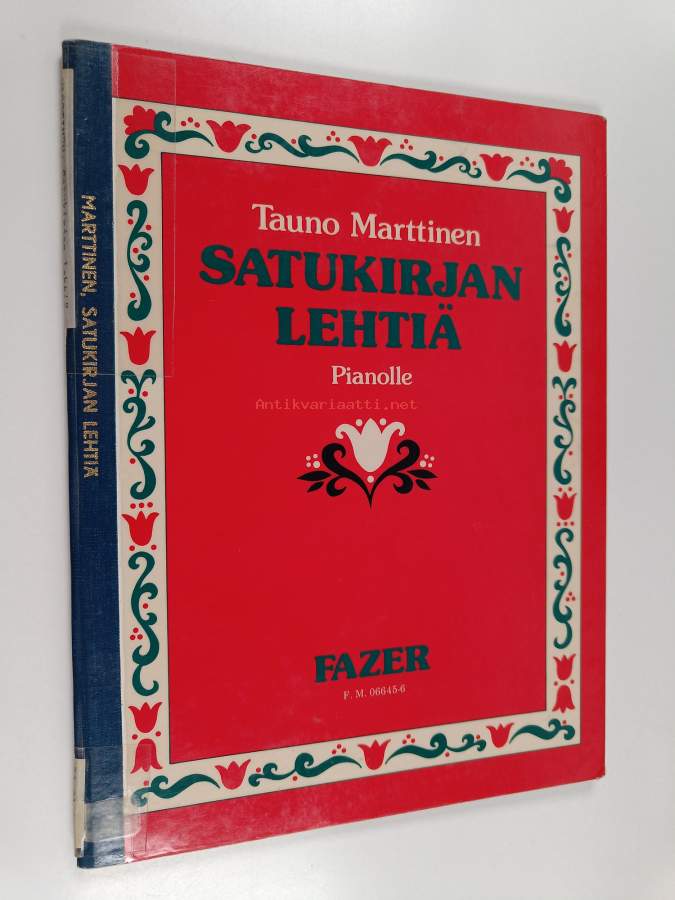 Tauno Marttinen
SATUKIRJAN
LEHTIÄ
Pianolle
Antikvariaatti.net
FAZER
F. M. 06645-6
MARTTINEN, SATUKIRJAN LEHTIÄ